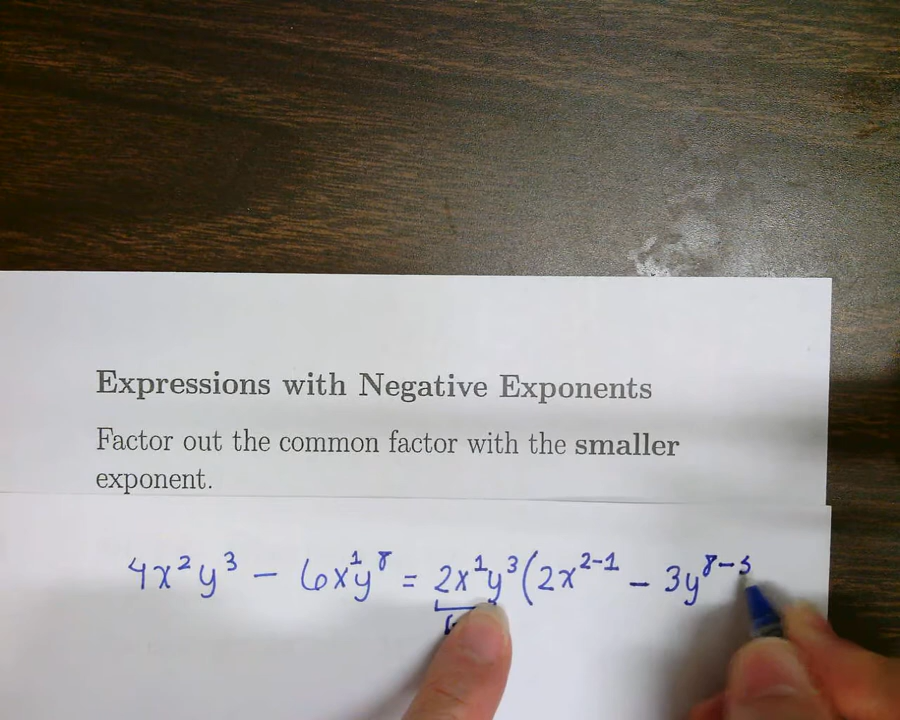 Expressions with Negative Exponents
Factor out the common factor with the smaller
exponent.
4x²y³ − 6x¹y⁸ = 2x¹y³(2x²⁻¹ − 3y⁸⁻³